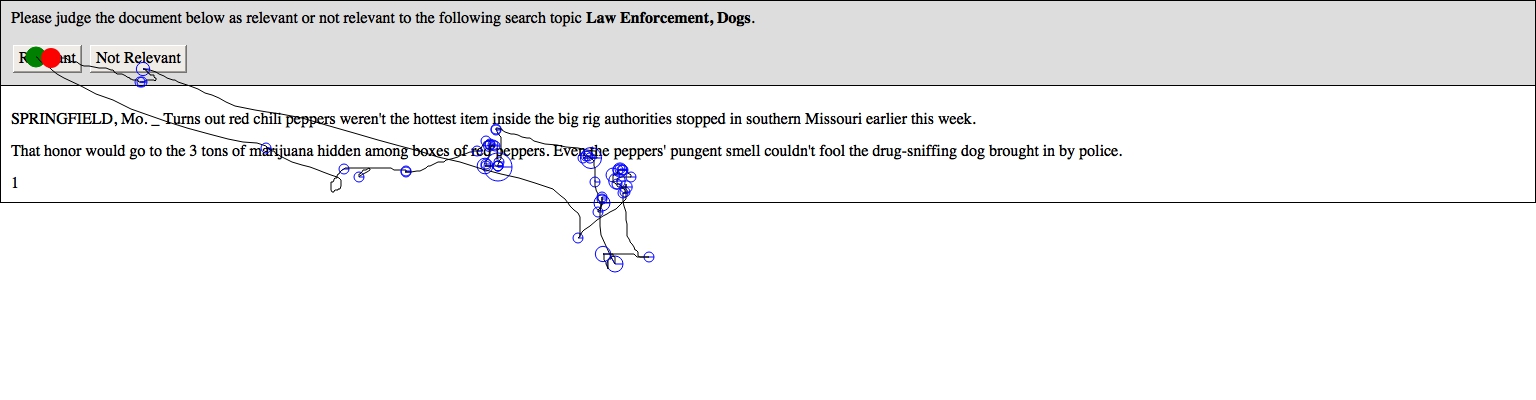 Please judge the document below as relevant or not relevant to the following search topic Law Enforcement, Dogs.
Not Relevant
SPRINGFIELD, Mo. _ Turns out red chili peppers weren't the hottest item inside the big rig authorities stopped in southern Missouri earlier this week.
That honor would go to the 3 tons of marijuana hidden among boxes of red peppers. Even the peppers' pungent smell couldn't fool the drug-sniffing dog brought in by police.
1